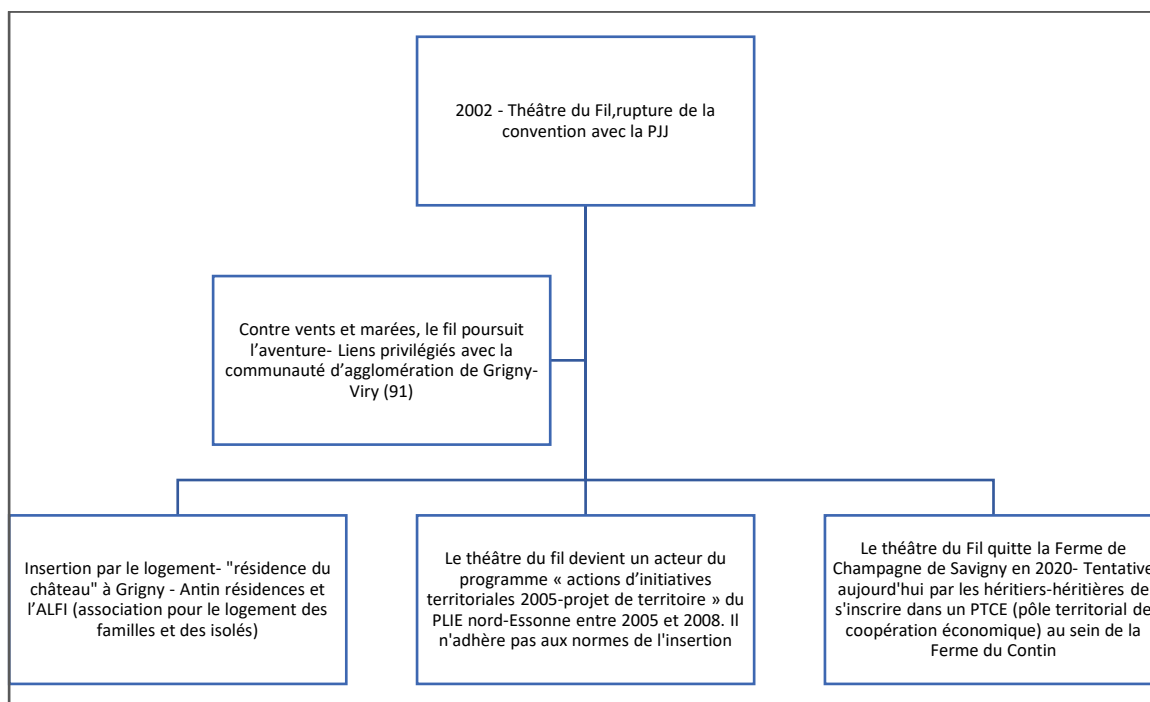 2002 - Théâtre du Fil,rupture de la
convention avec la PJJ
Contre vents et marées, le fil poursuit
l’aventure- Liens privilégiés avec la
communauté d’agglomération de Grigny-
Viry (91)
Insertion par le logement- "résidence du
château" à Grigny - Antin résidences et
l’ALFI (association pour le logement des
familles et des isolés)
Le théâtre du fil devient un acteur du
programme « actions d’initiatives
territoriales 2005-projet de territoire » du
PLIE nord-Essonne entre 2005 et 2008. Il
n'adhère pas aux normes de l'insertion
Le théâtre du Fil quitte la Ferme de
Champagne de Savigny en 2020- Tentative
aujourd'hui par les héritiers-héritières de
s'inscrire dans un PTCE (pôle territorial de
coopération économique) au sein de la
Ferme du Contin